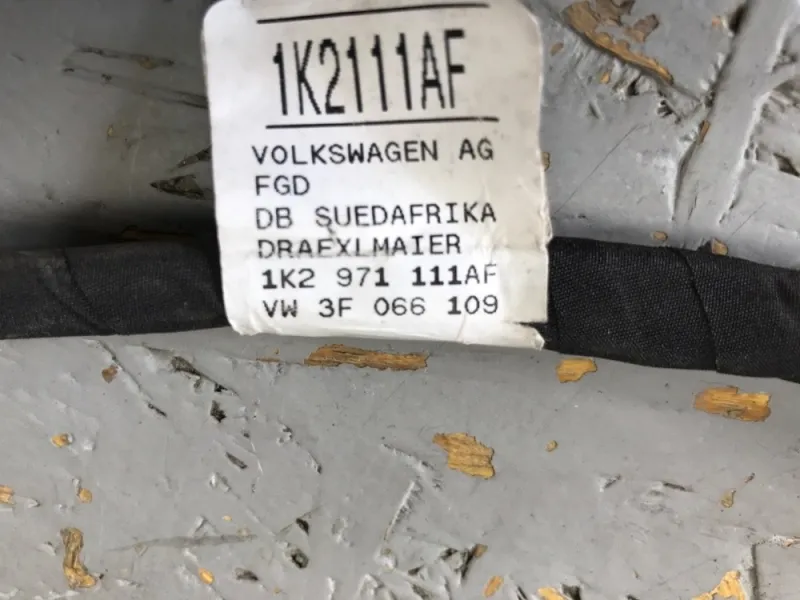 1K2111AF
VOLKSWAGEN AG
FGD
DB SUEDAFRIKA
DRAEXLMAIER
1K2 971 111AF
VW 3F 066 109